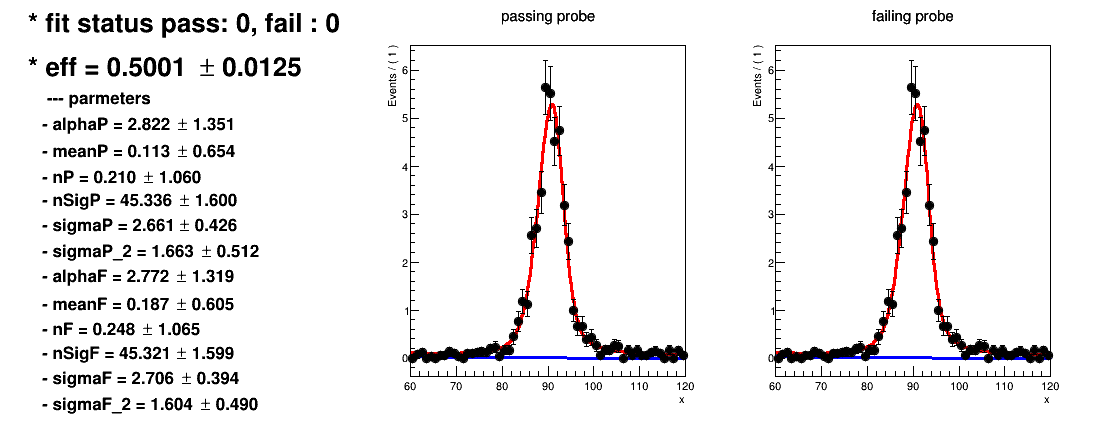 * fit status pass: 0, fail : 0
* eff = 0.5001 ± 0.0125
--- parmeters
- alphaP = 2.822 ± 1.351
- meanP = 0.113 ± 0.654
- nP = 0.210 ± 1.060
- nSigP = 45.336 ± 1.600
- sigmaP = 2.661 ± 0.426
- sigmaP_2 = 1.663 ± 0.512
- alphaF = 2.772 ± 1.319
- meanF = 0.187 ± 0.605
- nF = 0.248 ± 1.065
- nSigF = 45.321 ± 1.599
- sigmaF = 2.706 ± 0.394
- sigmaF_2 = 1.604 ± 0.490
passing probe
Events / ( 1 )
6
5
4
3
2
1
0
60 70 80 90 100 110 120
x
failing probe
Events / ( 1 )
6
5
4
3
2
1
0
60 70 80 90 100 110 120
x